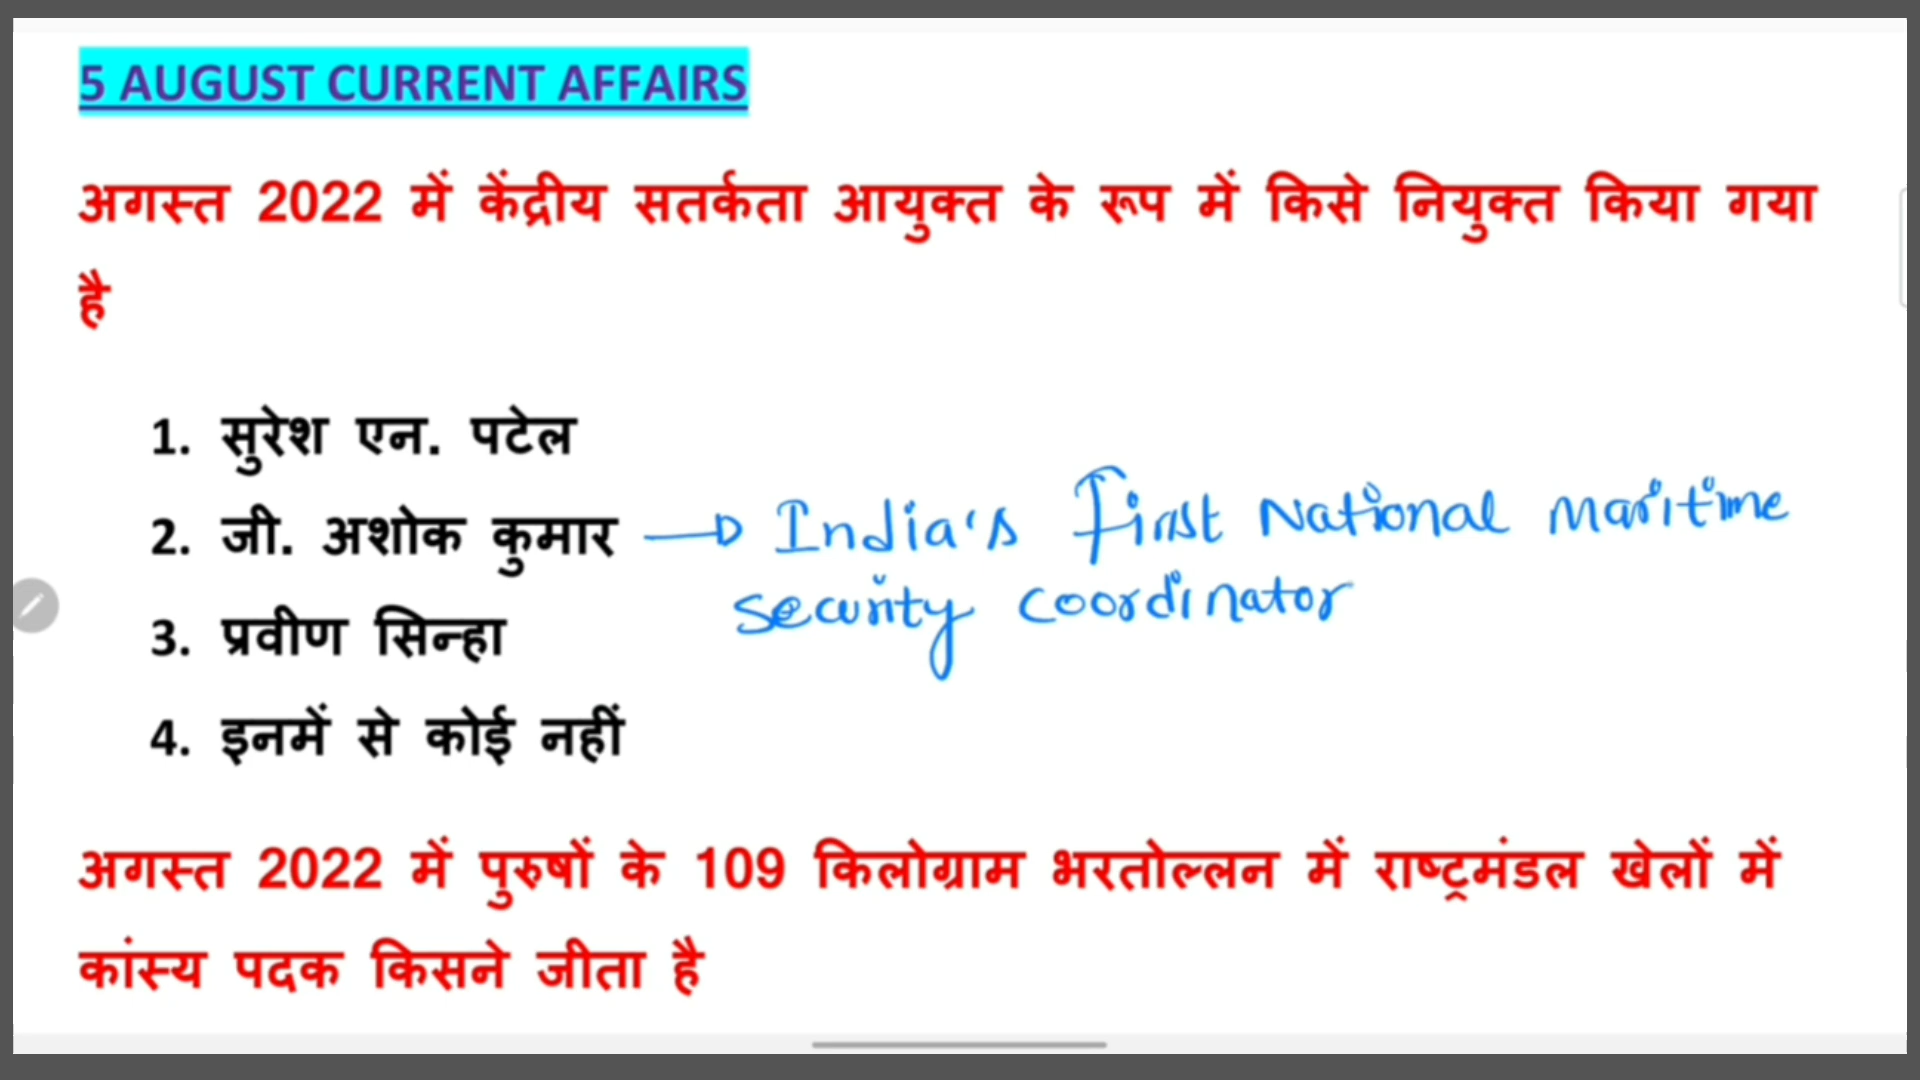 5 AUGUST CURRENT AFFAIRS
अगस्त 2022 में केंद्रीय सतर्कता आयुक्त के रूप में किसे नियुक्त किया गया
है
1. सुरेश एन. पटेल
2. जी. अशोक कुमार → India's First National Maritime
security coordinator
3. प्रवीण सिन्हा
4. इनमें से कोई नहीं
अगस्त 2022 में पुरुषों के 109 किलोग्राम भरतोल्लन में राष्ट्रमंडल खेलों में
कांस्य पदक किसने जीता है